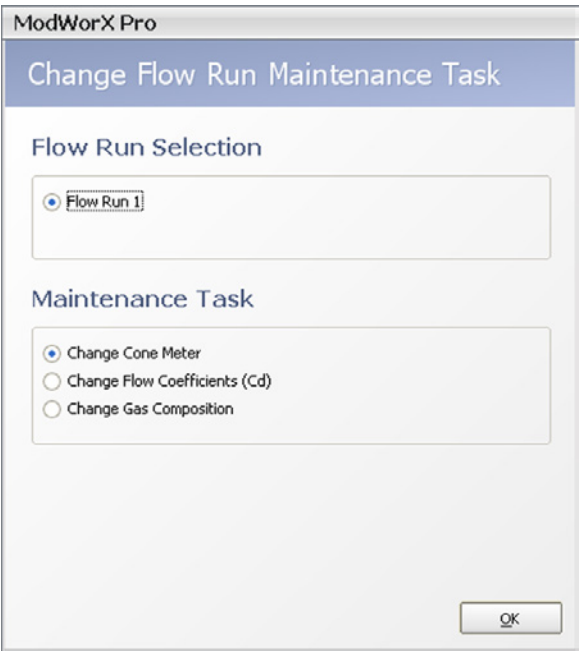 ModWorX Pro
Change Flow Run Maintenance Task
Flow Run Selection
Flow Run 1
Maintenance Task
Change Cone Meter
Change Flow Coefficients (Cd)
Change Gas Composition
OK